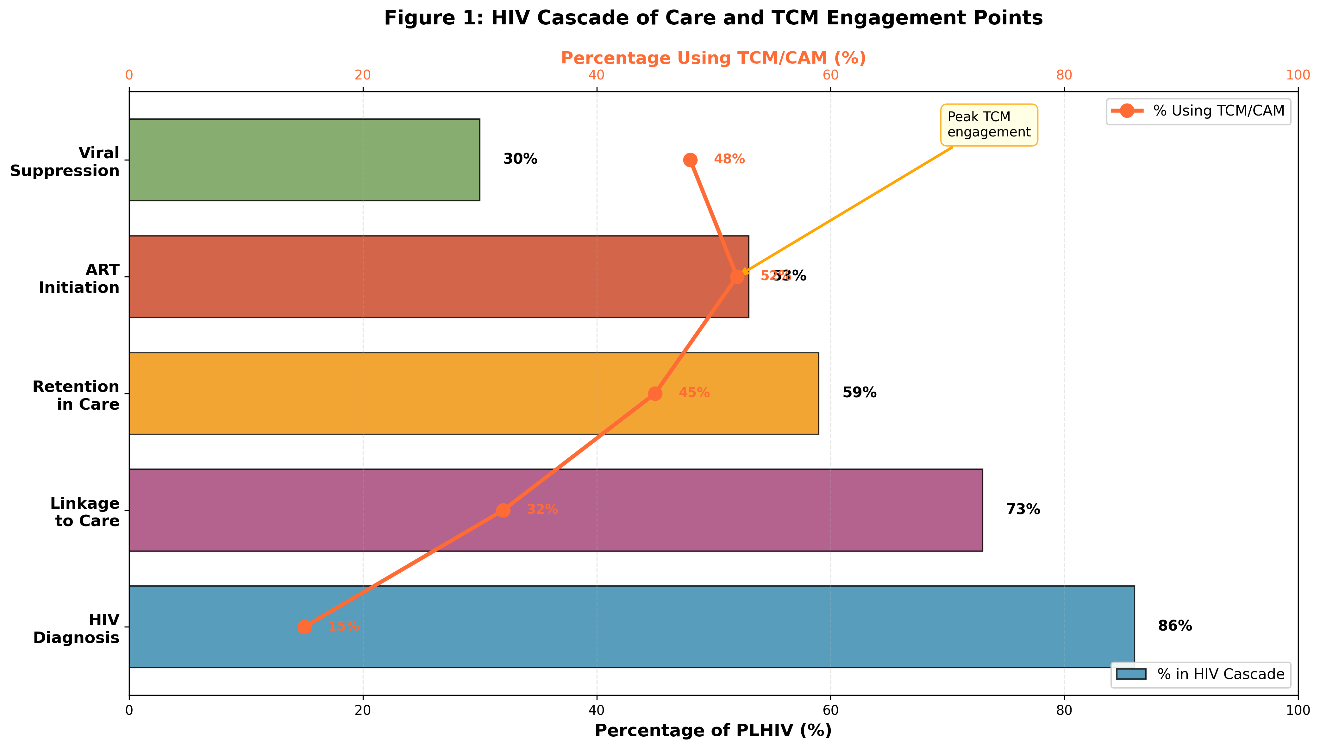 Figure 1: HIV Cascade of Care and TCM Engagement Points
Percentage Using TCM/CAM (%)
0 20 40 60 80 100
Peak TCM
engagement
% Using TCM/CAM
Viral
Suppression
30%
48%
ART
Initiation
52%
53%
Retention
in Care
45%
59%
Linkage
to Care
32%
73%
HIV
Diagnosis
15%
86%
% in HIV Cascade
0 20 40 60 80 100
Percentage of PLHIV (%)